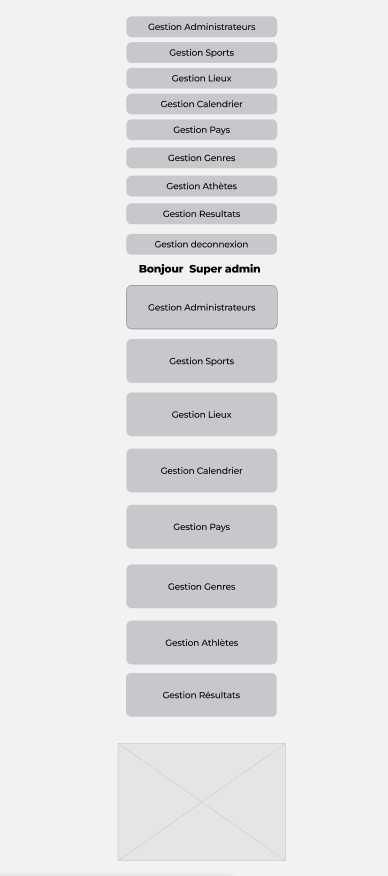 Gestion Administrateurs
Gestion Sports
Gestion Lieux
Gestion Calendrier
Gestion Pays
Gestion Genres
Gestion Athètes
Gestion Resultats
Gestion deconnexion
Bonjour Super admin
Gestion Administrateurs
Gestion Sports
Gestion Lieux
Gestion Calendrier
Gestion Pays
Gestion Genres
Gestion Athlètes
Gestion Résultats